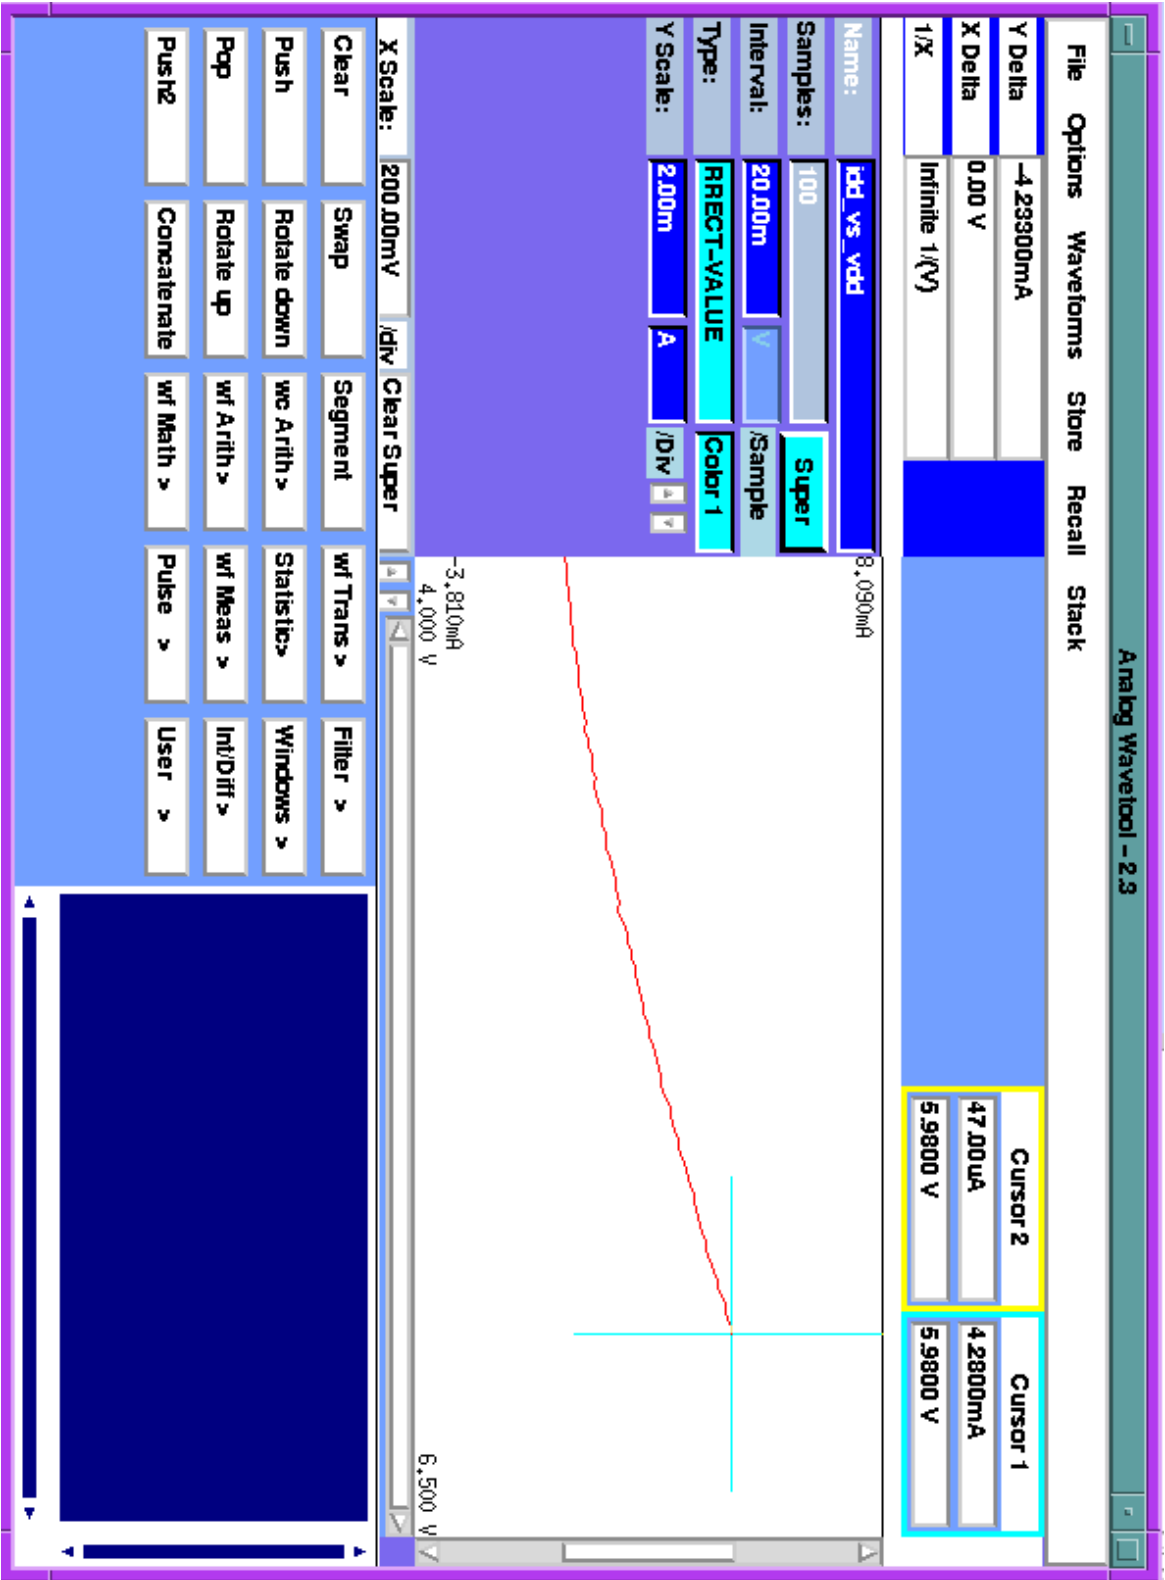 Analog Wavetool - 2.3
File Options Waveforms Store Recall Stack
Y Delta -4.23300mA
X Delta 0.00 V
1/X Infinite 1/(V)
Cursor 2
47.00uA
5.9800 V
Cursor 1
4.2800mA
5.9800 V
Name: idd_vs_vdd
Samples: 100 Super
Interval: 20.00m V /Sample
Type: RRECT-VALUE Color 1
Y Scale: 2.00m A /Div
8.090mA
-3.810mA
4.000 V 6.500 V
X Scale: 200.00mV /div Clear Super
Clear Swap Segment wf Trans > Filter >
Push Rotate down wc Arith> Statistic> Windows >
Pop Rotate up wf Arith> wf Meas > Int/Diff >
Push2 Concatenate wf Math > Pulse > User >